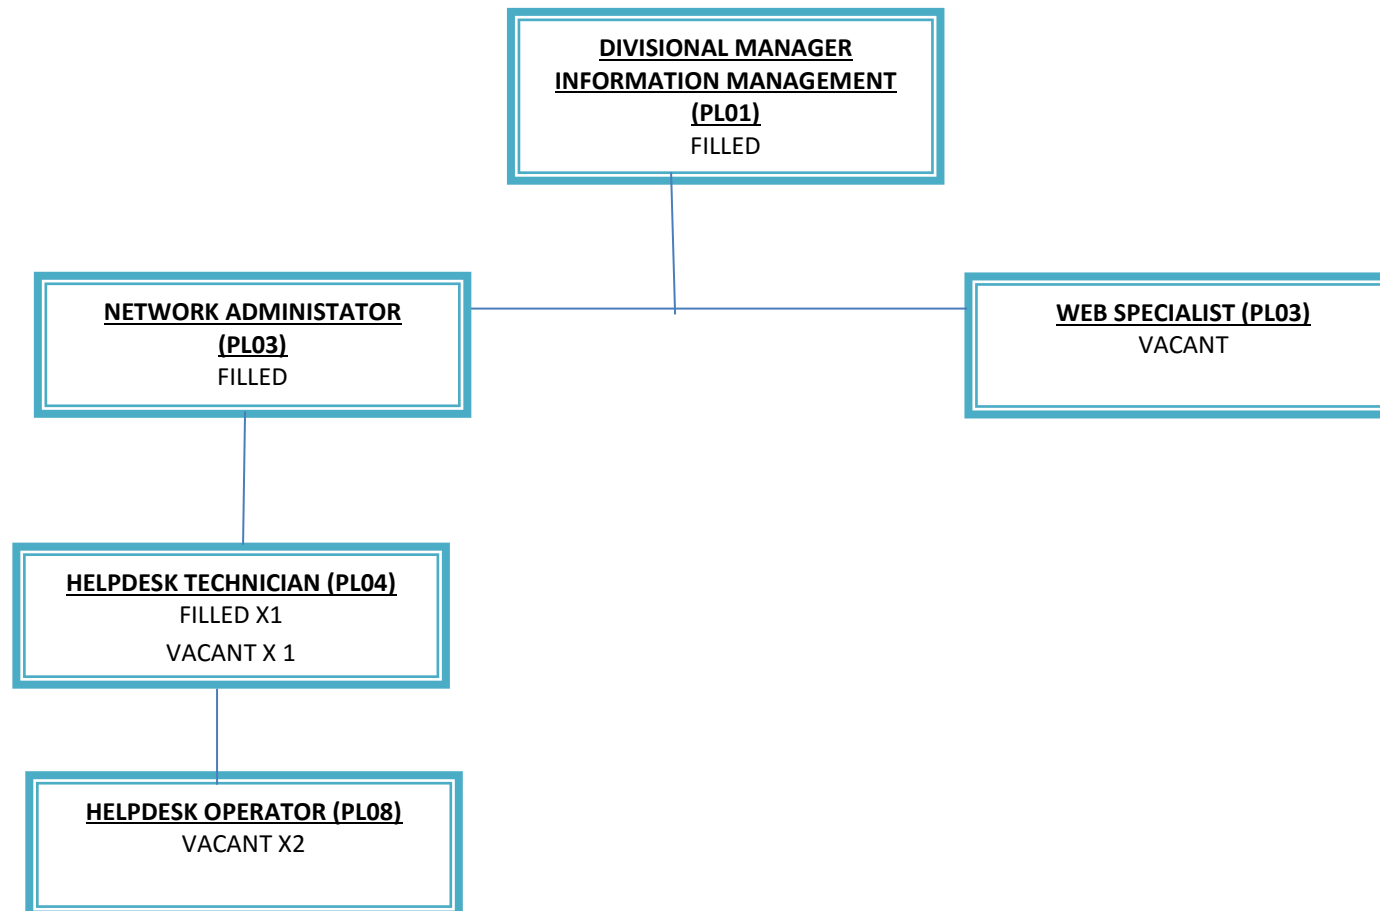 DIVISIONAL MANAGER
INFORMATION MANAGEMENT
(PL01)
FILLED
NETWORK ADMINISTATOR
(PL03)
FILLED
WEB SPECIALIST (PL03)
VACANT
HELPDESK TECHNICIAN (PL04)
FILLED X1
VACANT X 1
HELPDESK OPERATOR (PL08)
VACANT X2